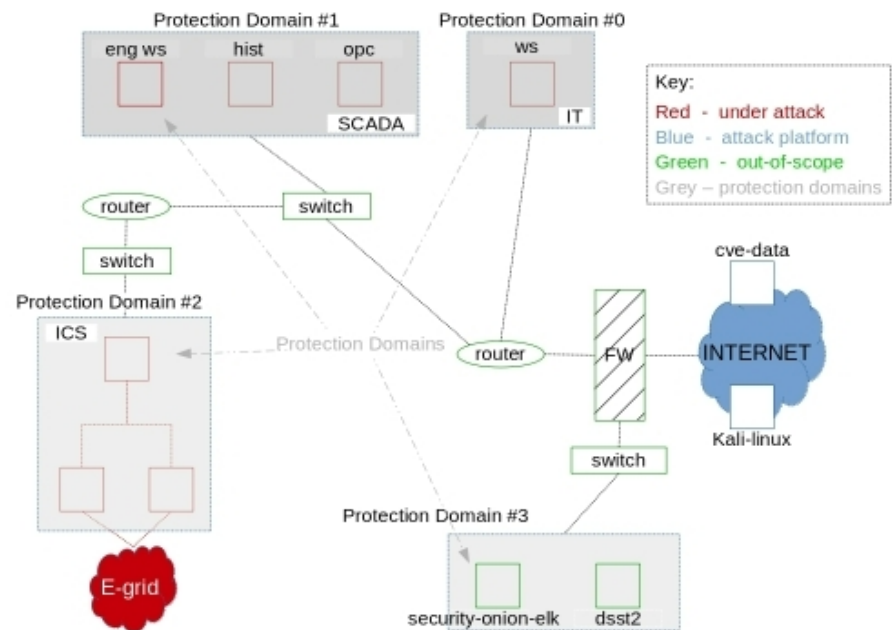 Protection Domain #1
Protection Domain #0
eng ws
hist
opc
ws
SCADA
IT
Key:
Red - under attack
Blue - attack platform
Green - out-of-scope
Grey – protection domains
router
switch
switch
cve-data
Protection Domain #2
ICS
Protection Domains
router
FW
INTERNET
Kali-linux
switch
Protection Domain #3
E-grid
security-onion-elk
dsst2